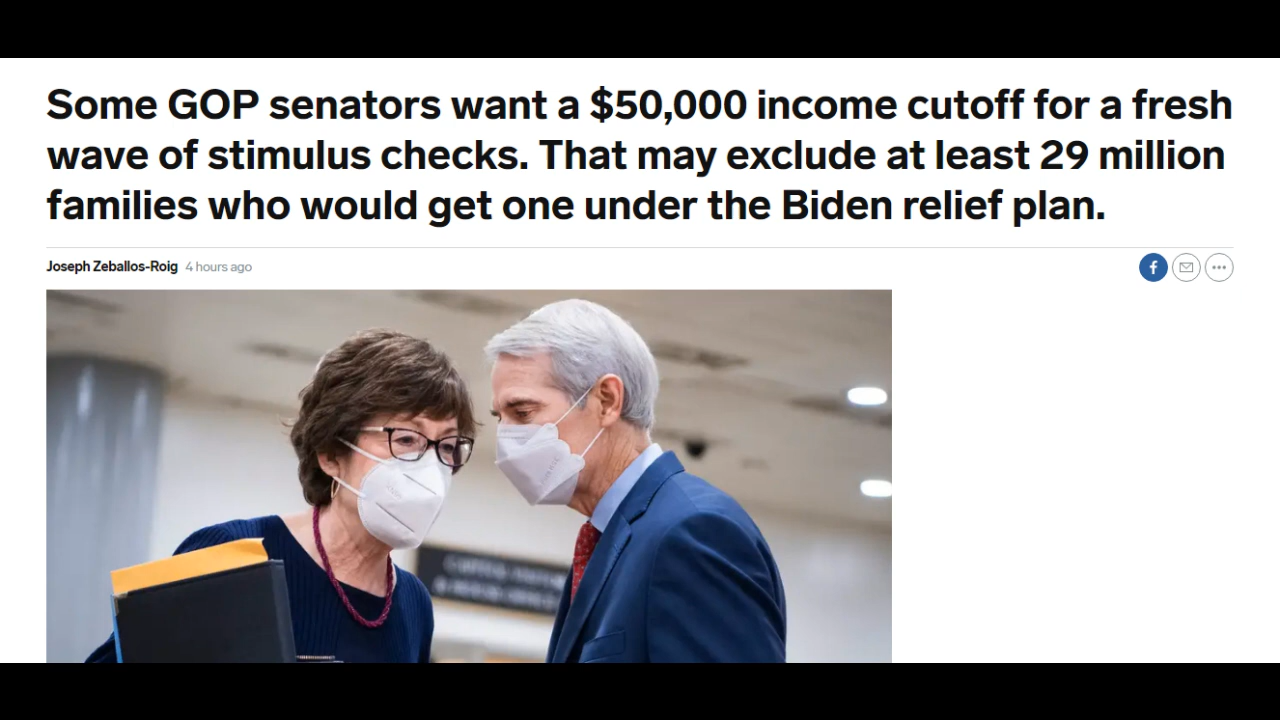 Some GOP senators want a $50,000 income cutoff for a fresh
wave of stimulus checks. That may exclude at least 29 million
families who would get one under the Biden relief plan.
Joseph Zeballos-Roig 4 hours ago